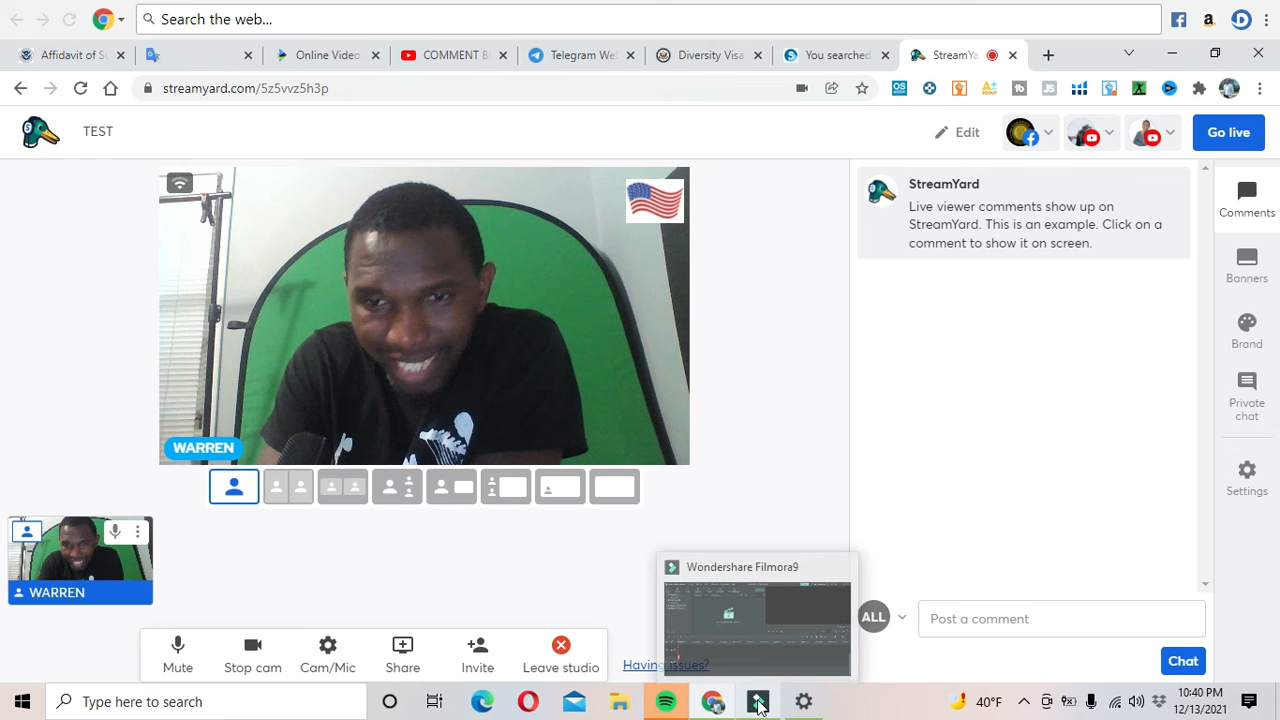 Search the web...
Affidavit of Su
Online Video
COMMENT B
Telegram Wel
Diversity Visa
You searched
StreamYa
streamyard.com/5z5vvz5h3p
TEST
Edit
Go live
StreamYard
Live viewer comments show up on
StreamYard. This is an example. Click on a
comment to show it on screen.
Comments
Banners
Brand
Private
chat
Settings
WARREN
WARREN
Wondershare Filmora9
ALL
Post a comment
Mute
Stop cam
Cam/Mic
Share
Invite
Leave studio
Having issues?
Chat
Type here to search
40°F
10:40 PM
12/13/2021